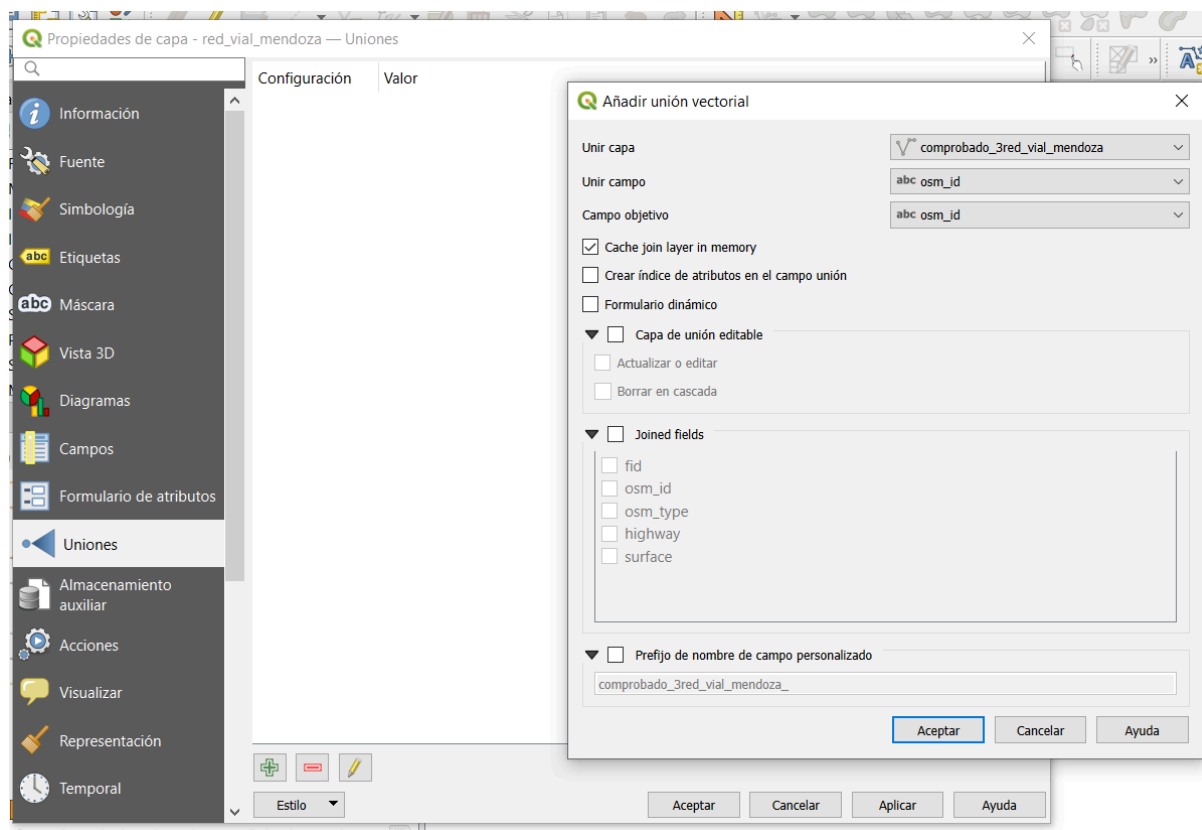 Propiedades de capa - red_vial_mendoza — Uniones
Configuración Valor
Información
Fuente
Simbología
abc Etiquetas
abc Máscara
Vista 3D
Diagramas
Campos
Formulario de atributos
Uniones
Almacenamiento
auxiliar
Acciones
Visualizar
Representación
Temporal
Estilo
Aceptar Cancelar Aplicar Ayuda
Añadir unión vectorial
Unir capa comprobado_3red_vial_mendoza
Unir campo abc osm_id
Campo objetivo abc osm_id
Cache join layer in memory
Crear índice de atributos en el campo unión
Formulario dinámico
Capa de unión editable
Actualizar o editar
Borrar en cascada
Joined fields
fid
osm_id
osm_type
highway
surface
Prefijo de nombre de campo personalizado
comprobado_3red_vial_mendoza_
Aceptar Cancelar Ayuda